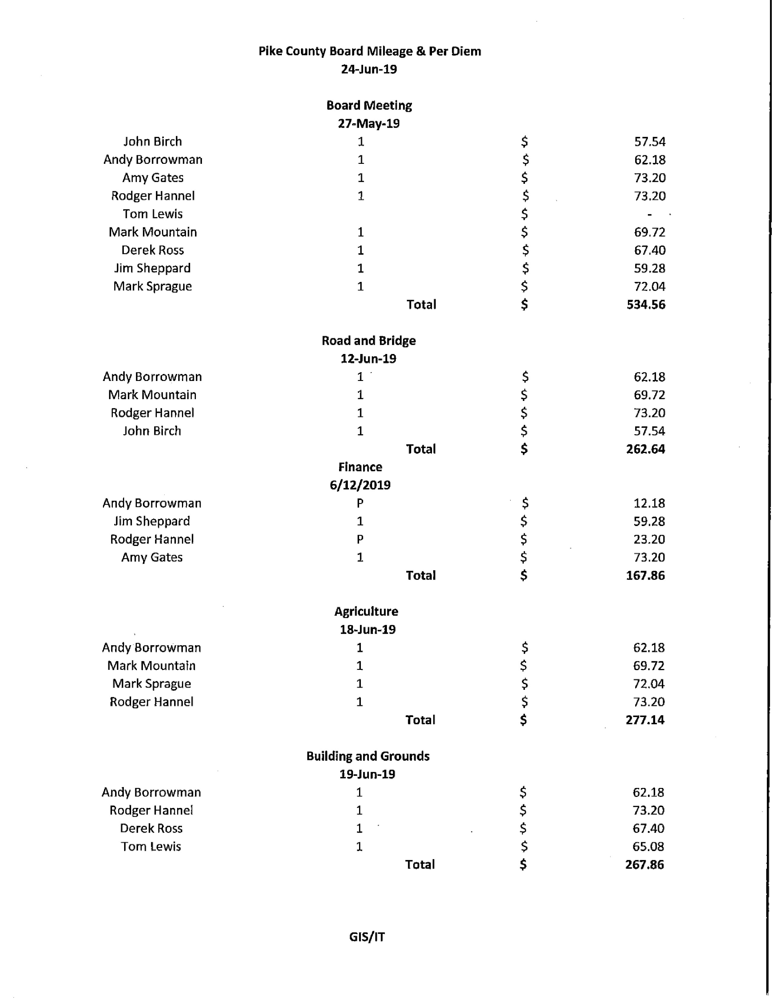 Pike County Board Mileage & Per Diem
24-Jun-19
Board Meeting
27-May-19
John Birch 1 $ 57.54
Andy Borrowman 1 $ 62.18
Amy Gates 1 $ 73.20
Rodger Hannel 1 $ 73.20
Tom Lewis $ -
Mark Mountain 1 $ 69.72
Derek Ross 1 $ 67.40
Jim Sheppard 1 $ 59.28
Mark Sprague 1 $ 72.04
Total $ 534.56
Road and Bridge
12-Jun-19
Andy Borrowman 1 $ 62.18
Mark Mountain 1 $ 69.72
Rodger Hannel 1 $ 73.20
John Birch 1 $ 57.54
Total $ 262.64
Finance
6/12/2019
Andy Borrowman P $ 12.18
Jim Sheppard 1 $ 59.28
Rodger Hannel P $ 23.20
Amy Gates 1 $ 73.20
Total $ 167.86
Agriculture
18-Jun-19
Andy Borrowman 1 $ 62.18
Mark Mountain 1 $ 69.72
Mark Sprague 1 $ 72.04
Rodger Hannel 1 $ 73.20
Total $ 277.14
Building and Grounds
19-Jun-19
Andy Borrowman 1 $ 62.18
Rodger Hannel 1 $ 73.20
Derek Ross 1 $ 67.40
Tom Lewis 1 $ 65.08
Total $ 267.86
GIS/IT